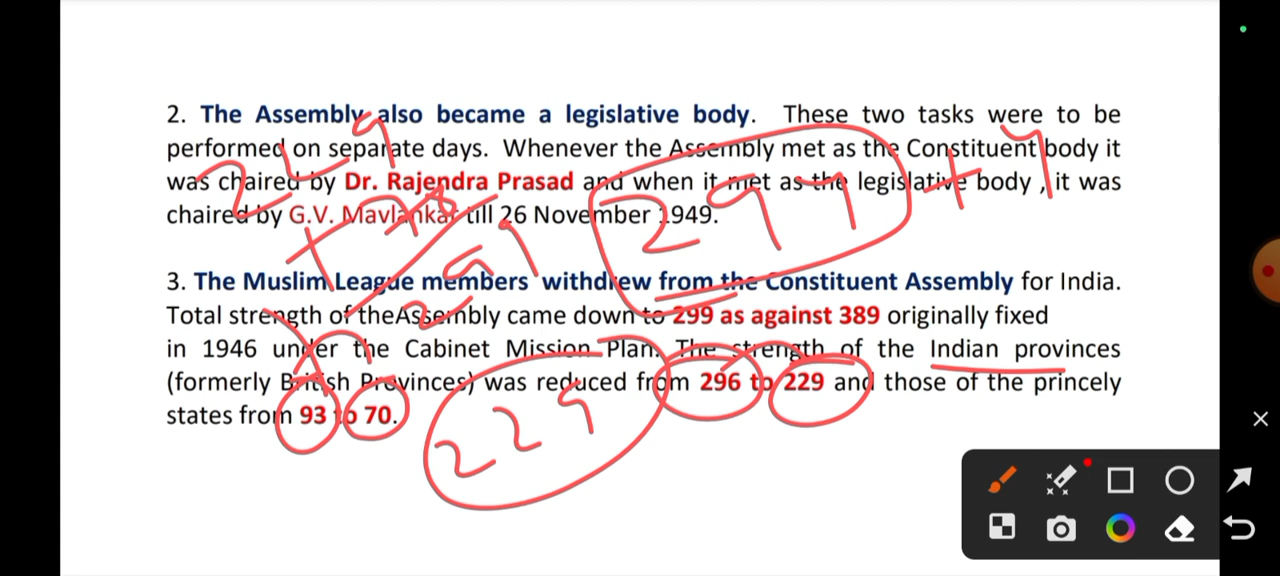 2. The Assembly also became a legislative body. These two tasks were to be
performed on separate days. Whenever the Assembly met as the Constituent body it
was chaired by Dr. Rajendra Prasad and when it met as the legislative body , it was
chaired by G.V. Mavlankar till 26 November 1949.
3. The Muslim League members withdrew from the Constituent Assembly for India.
Total strength of theAssembly came down to 299 as against 389 originally fixed
in 1946 under the Cabinet Mission Plan. The strength of the Indian provinces
(formerly British Provinces) was reduced from 296 to 229 and those of the princely
states from 93 to 70.
229
299
229